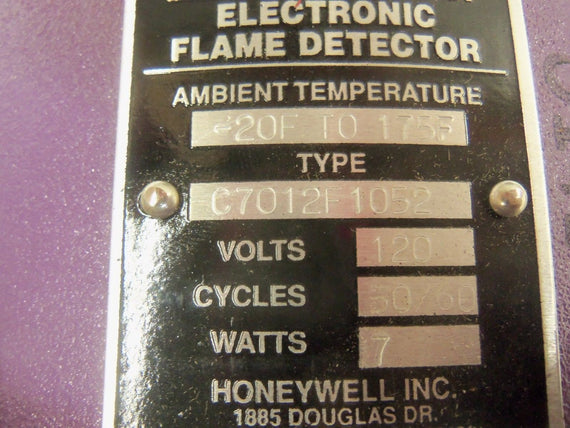 ELECTRONIC
FLAME DETECTOR
AMBIENT TEMPERATURE
-20F TO 175F
TYPE
C7012F1052
VOLTS 120
CYCLES 50/60
WATTS 7
HONEYWELL INC.
1885 DOUGLAS DR.